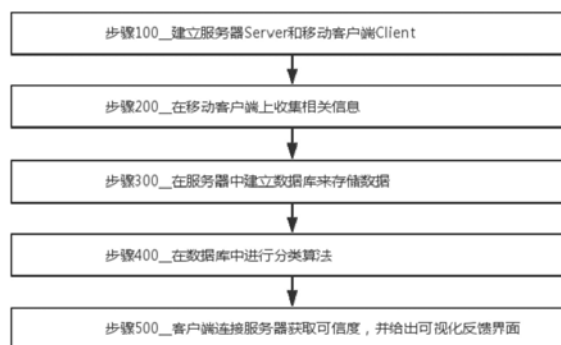 步骤100__建立服务器Server和移动客户端Client
步骤200__在移动客户端上收集相关信息
步骤300__在服务器中建立数据库来存储数据
步骤400__在数据库中进行分类算法
步骤500__客户端连接服务器获取可信度，并给出可视化反馈界面